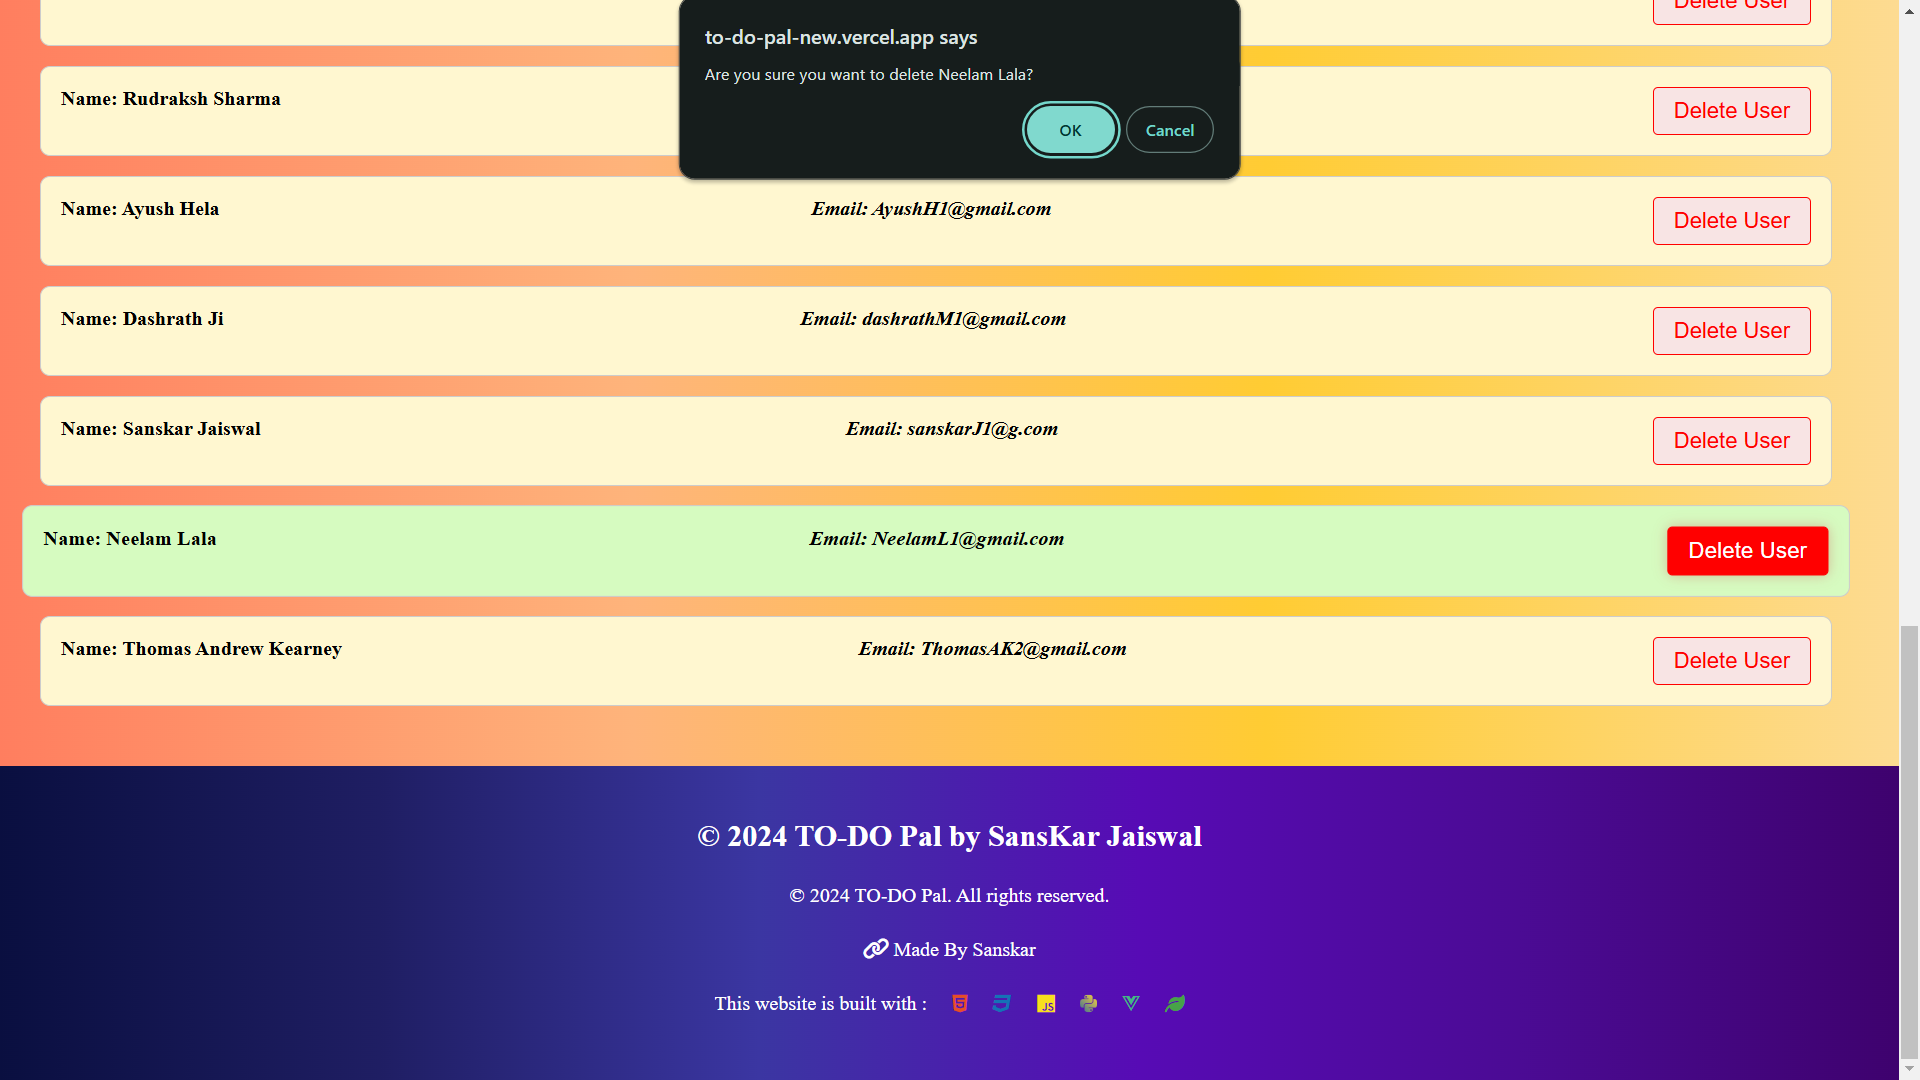 Delete User
to-do-pal-new.vercel.app says
Are you sure you want to delete Neelam Lala?
OK Cancel
Name: Rudraksh Sharma Delete User
Name: Ayush Hela Email: AyushH1@gmail.com Delete User
Name: Dashrath Ji Email: dashrathM1@gmail.com Delete User
Name: Sanskar Jaiswal Email: sanskarJ1@g.com Delete User
Name: Neelam Lala Email: NeelamL1@gmail.com Delete User
Name: Thomas Andrew Kearney Email: ThomasAK2@gmail.com Delete User
© 2024 TO-DO Pal by SansKar Jaiswal
© 2024 TO-DO Pal. All rights reserved.
Made By Sanskar
This website is built with : 5 3 JS